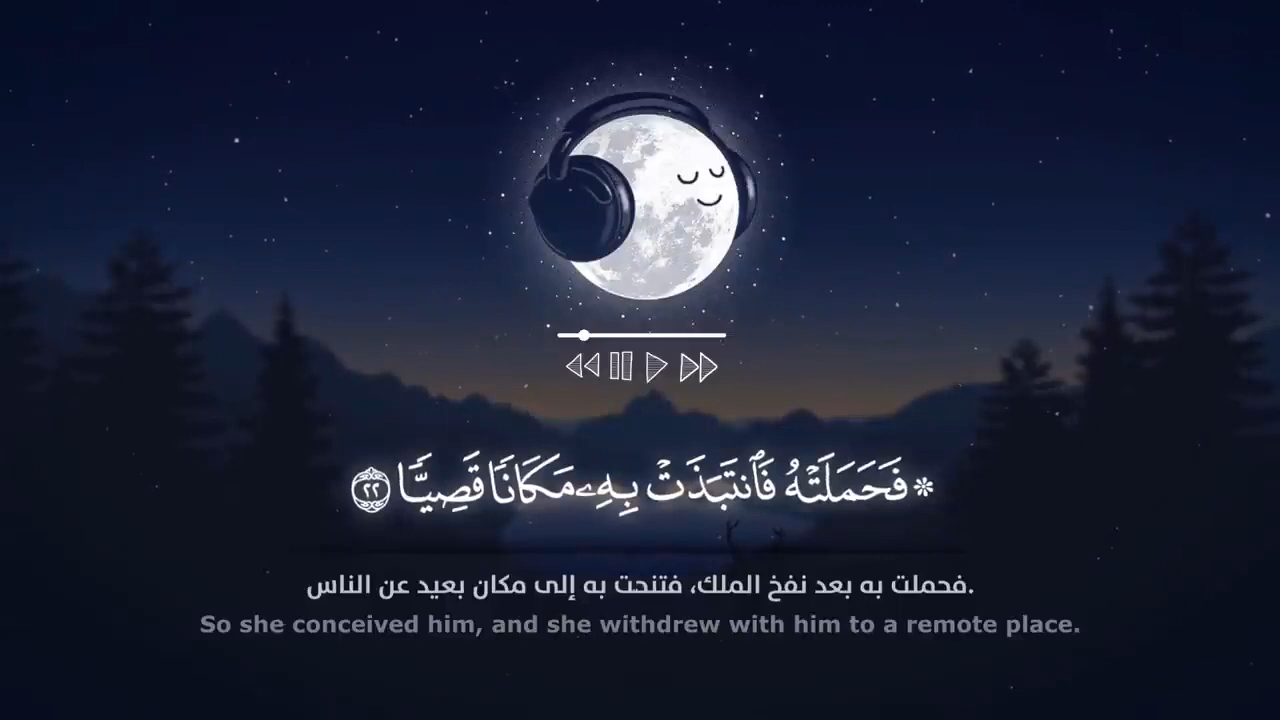 ۞ فَحَمَلَتْهُ فَٱنتَبَذَتْ بِهِۦ مَكَانًا قَصِيًّا ٢٢
فحملت به بعد نفخ الملك، فتنحت به إلى مكان بعيد عن الناس.
So she conceived him, and she withdrew with him to a remote place.